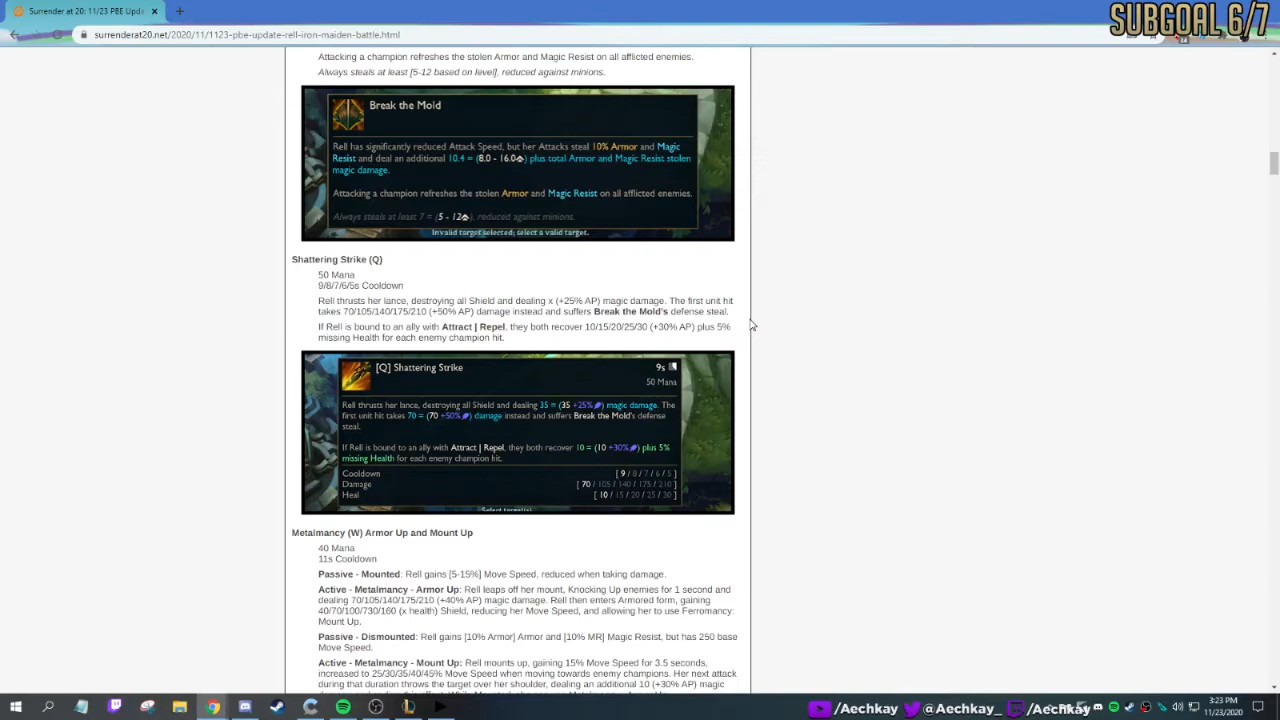 Surrender at 20: 11/23 PBE Upda
SUBGOAL 6/7
surrenderat20.net/2020/11/1123-pbe-update-rell-iron-maiden-battle.html
Attacking a champion refreshes the stolen Armor and Magic Resist on all afflicted enemies.
Always steals at least [5-12 based on level], reduced against minions.
Break the Mold
Rell has significantly reduced Attack Speed, but her Attacks steal 10% Armor and Magic
Resist and deal an additional 10.4 = (8.0 - 16.0) plus total Armor and Magic Resist stolen
magic damage.
Attacking a champion refreshes the stolen Armor and Magic Resist on all afflicted enemies.
Always steals at least 7 = (5 - 12), reduced against minions.
Invalid target selected; select a valid target.
Shattering Strike (Q)
50 Mana
9/8/7/6/5s Cooldown
Rell thrusts her lance, destroying all Shield and dealing x (+25% AP) magic damage. The first unit hit
takes 70/105/140/175/210 (+50% AP) damage instead and suffers Break the Mold's defense steal.
If Rell is bound to an ally with Attract | Repel, they both recover 10/15/20/25/30 (+30% AP) plus 5%
missing Health for each enemy champion hit.
[Q] Shattering Strike 9s
50 Mana
Rell thrusts her lance, destroying all Shield and dealing 35 = (35 +25%) magic damage. The
first unit hit takes 70 = (70 +50%) damage instead and suffers Break the Mold's defense
steal.
If Rell is bound to an ally with Attract | Repel, they both recover 10 = (10 +30%) plus 5%
missing Health for each enemy champion hit.
Cooldown [ 9 / 8 / 7 / 6 / 5 ]
Damage [ 70 / 105 / 140 / 175 / 210 ]
Heal [ 10 / 15 / 20 / 25 / 30 ]
Select target(s)
Metalmancy (W) Armor Up and Mount Up
40 Mana
11s Cooldown
Passive - Mounted: Rell gains [5-15%] Move Speed, reduced when taking damage.
Active - Metalmancy - Armor Up: Rell leaps off her mount, Knocking Up enemies for 1 second and
dealing 70/105/140/175/210 (+40% AP) magic damage. Rell then enters Armored form, gaining
40/70/100/730/160 (x health) Shield, reducing her Move Speed, and allowing her to use Ferromancy:
Mount Up.
Passive - Dismounted: Rell gains [10% Armor] Armor and [10% MR] Magic Resist, but has 250 base
Move Speed.
Active - Metalmancy - Mount Up: Rell mounts up, gaining 15% Move Speed for 3.5 seconds,
increased to 25/30/35/40/45% Move Speed when moving towards enemy champions. Her next attack
during that duration throws the target over her shoulder, dealing an additional 10 (+30% AP) magic
/Aechkay @Aechkay_ /Aechkay
3:23 PM
11/23/2020